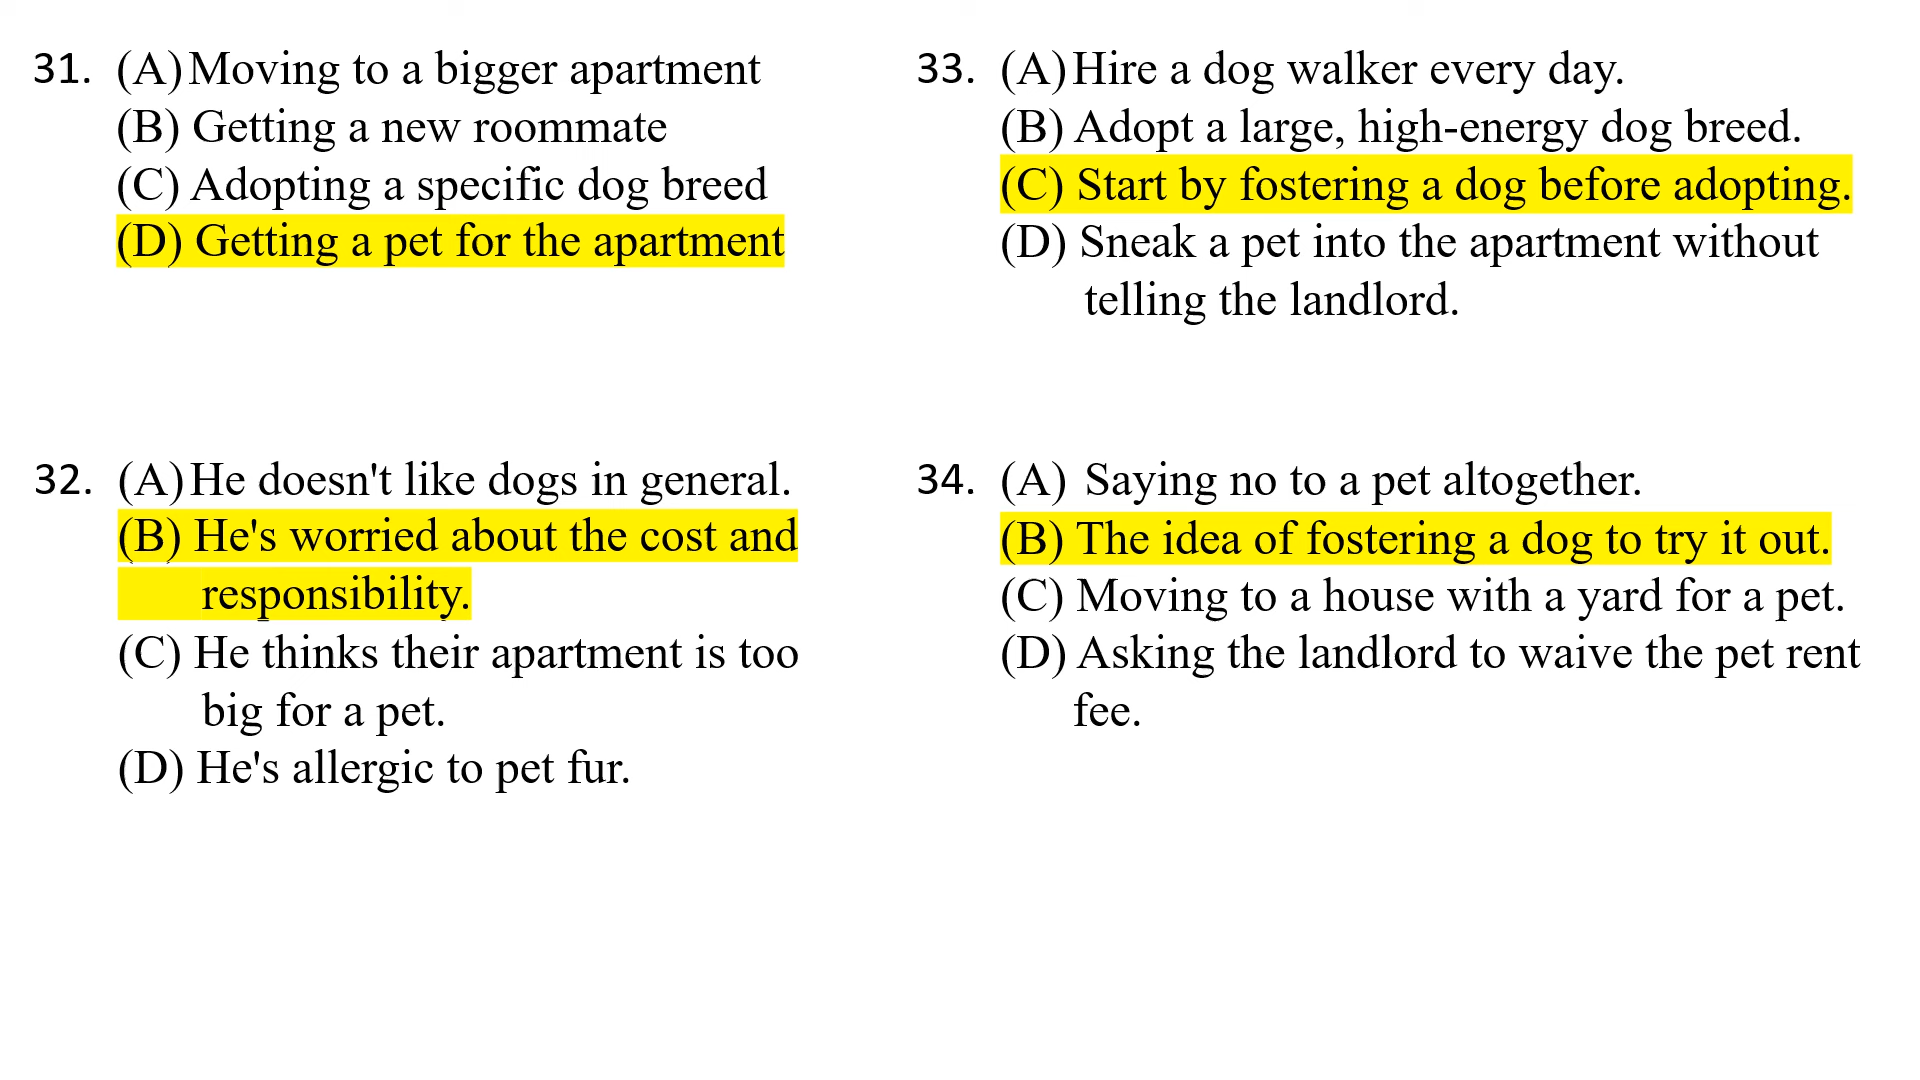 31. (A) Moving to a bigger apartment
(B) Getting a new roommate
(C) Adopting a specific dog breed
(D) Getting a pet for the apartment
32. (A) He doesn't like dogs in general.
(B) He's worried about the cost and
responsibility.
(C) He thinks their apartment is too
big for a pet.
(D) He's allergic to pet fur.
33. (A) Hire a dog walker every day.
(B) Adopt a large, high-energy dog breed.
(C) Start by fostering a dog before adopting.
(D) Sneak a pet into the apartment without
telling the landlord.
34. (A) Saying no to a pet altogether.
(B) The idea of fostering a dog to try it out.
(C) Moving to a house with a yard for a pet.
(D) Asking the landlord to waive the pet rent
fee.